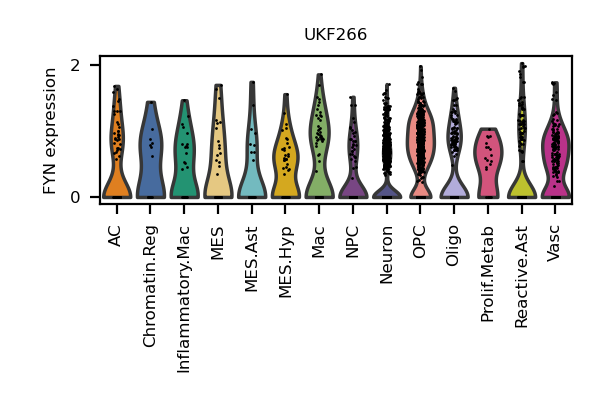 UKF266
FYN expression
2
0
AC
Chromatin.Reg
Inflammatory.Mac
MES
MES.Ast
MES.Hyp
Mac
NPC
Neuron
OPC
Oligo
Prolif.Metab
Reactive.Ast
Vasc